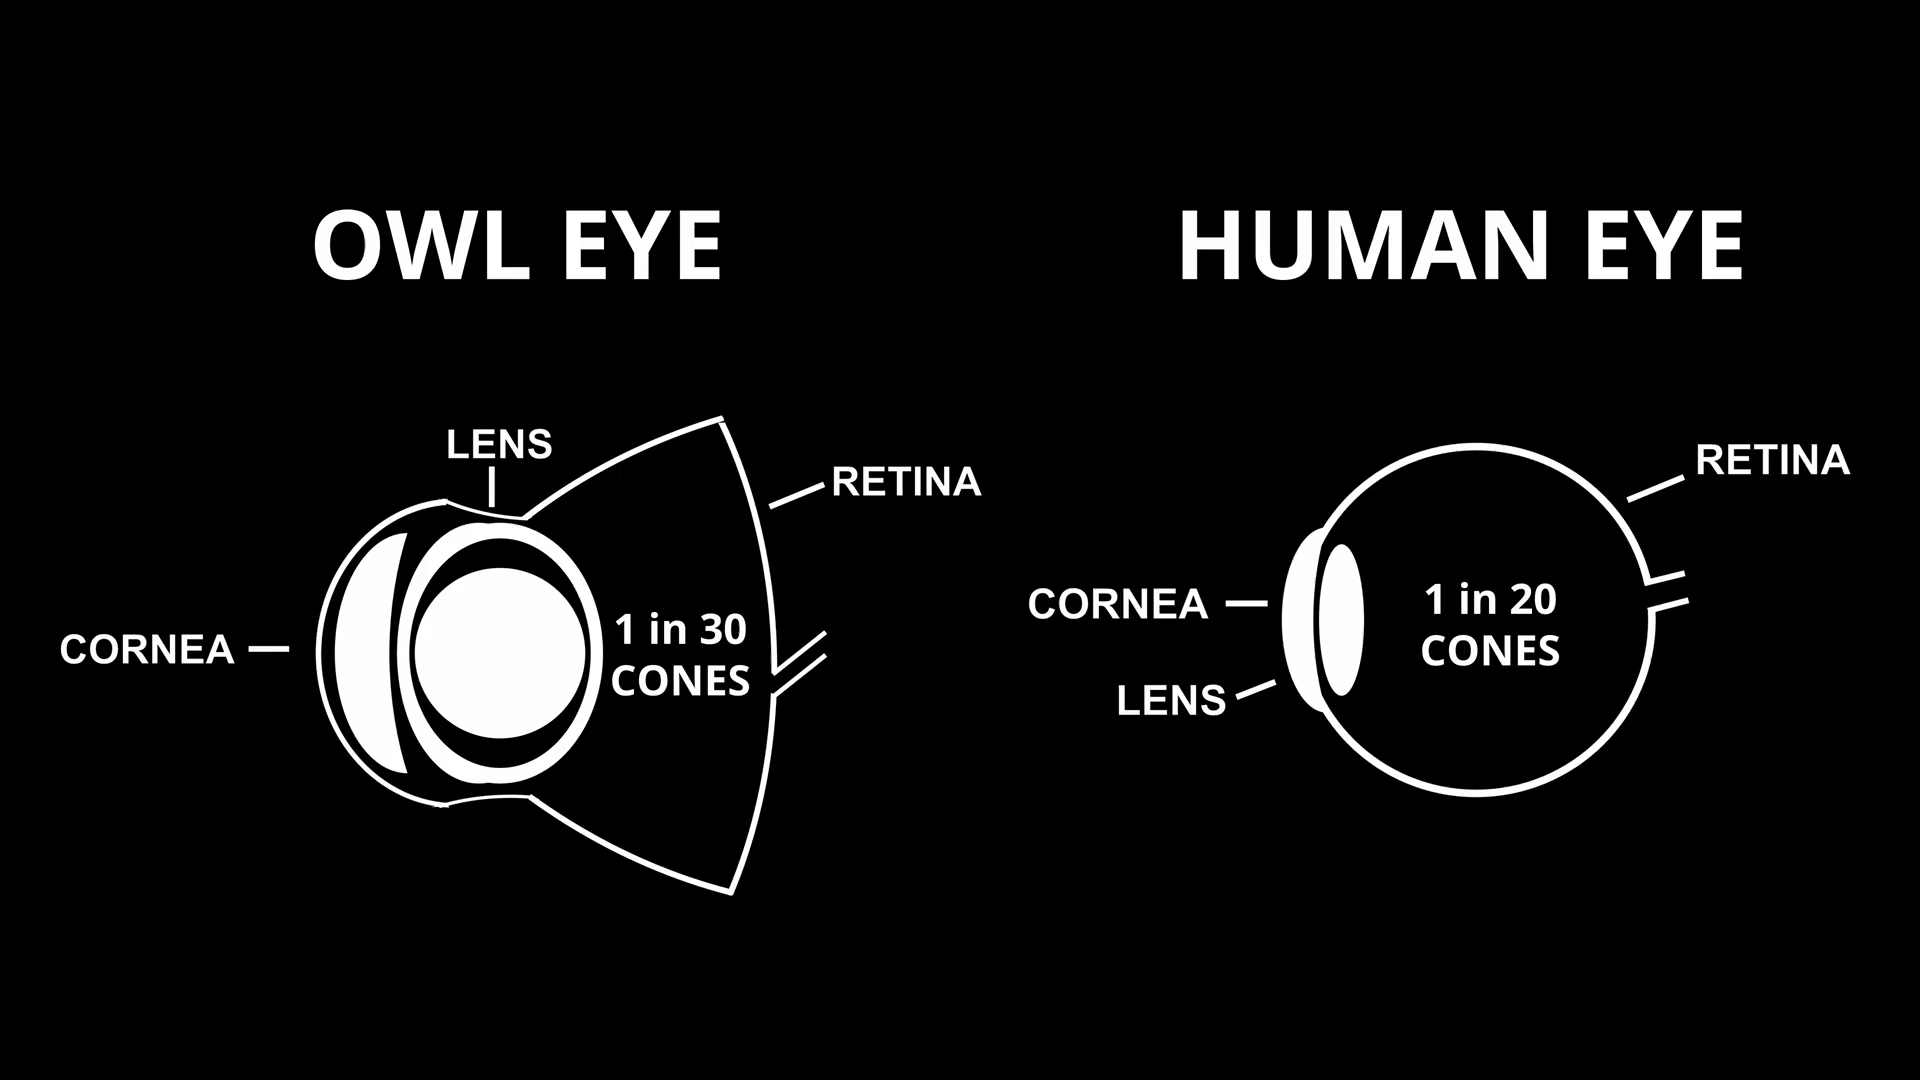 OWL EYE
LENS
RETINA
CORNEA
1 in 30
CONES
HUMAN EYE
RETINA
CORNEA
LENS
1 in 20
CONES